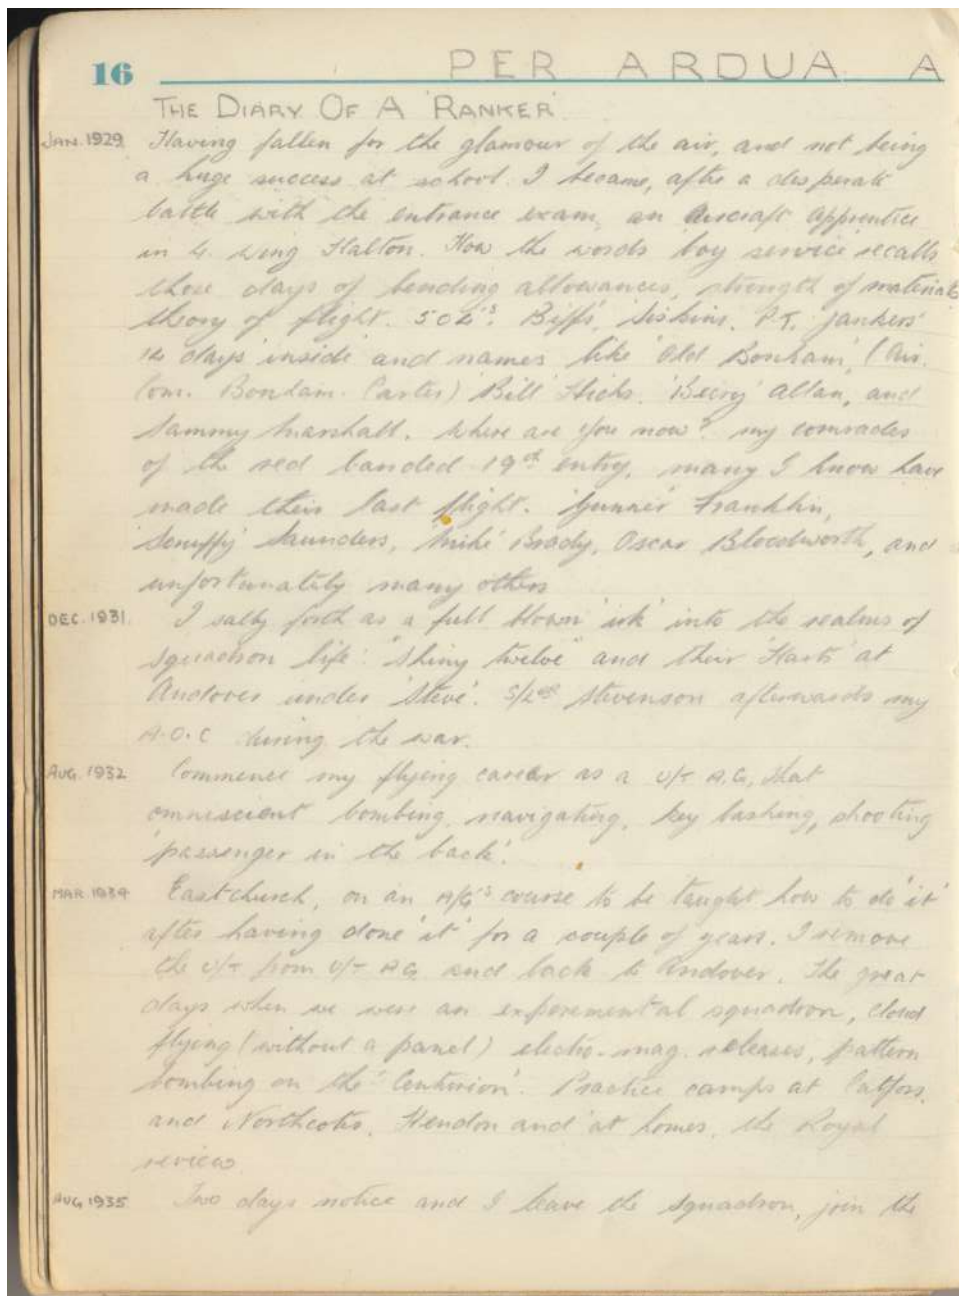 16
PER ARDUA A
THE DIARY OF A 'RANKER'.
JAN. 1929. Having fallen for the glamour of the air, and not being
a huge success at school. I became, after a desperate
battle with the entrance exam, an Aircraft Apprentice
in 4. Wing Halton. How the words 'boy service' recalls
those days of bending allowances, strength of materials
theory of flight. 504's. Biffs, Siskins, P.T. 'jankers'
14 days 'inside' and names like 'Old Bonham', (Air.
Com. Bonham. Carter) 'Bill' Hicks. 'Beery' Allan, and
Sammy Marshall. Where are you now? my comrades
of the red banded 19th entry, many I know have
made their last flight. 'Gunner' Franklin,
'Scruffy' Saunders, 'Mike' Brady, Oscar Bloodworth, and
unfortunately many others
DEC. 1931. I sally forth as a full blown 'irk' into the realms of
squadron life. "Shiny twelve" and their 'Harts' at
Andover under 'Steve'. S/Ldr Stevenson afterwards my
A.O.C during the war.
AUG. 1932 Commence my flying career as a U/T A.G, that
omniscient bombing, navigating, key bashing, shooting
'passenger in the back'.
MAR 1934 Eastchurch, on an A/G's course to be taught how to do 'it'
after having done 'it' for a couple of years. I remove
the U/T from U/T A.G. and back to Andover. The great
days when we were an experemental squadron, cloud
flying (without a panel) electro. mag. releases, pattern
bombing on the 'Centurion'. Practice camps at Catfoss.
and Northcotes. Hendon and 'at homes, the Royal
review.
AUG 1935 Two days notice and I leave the squadron, join the